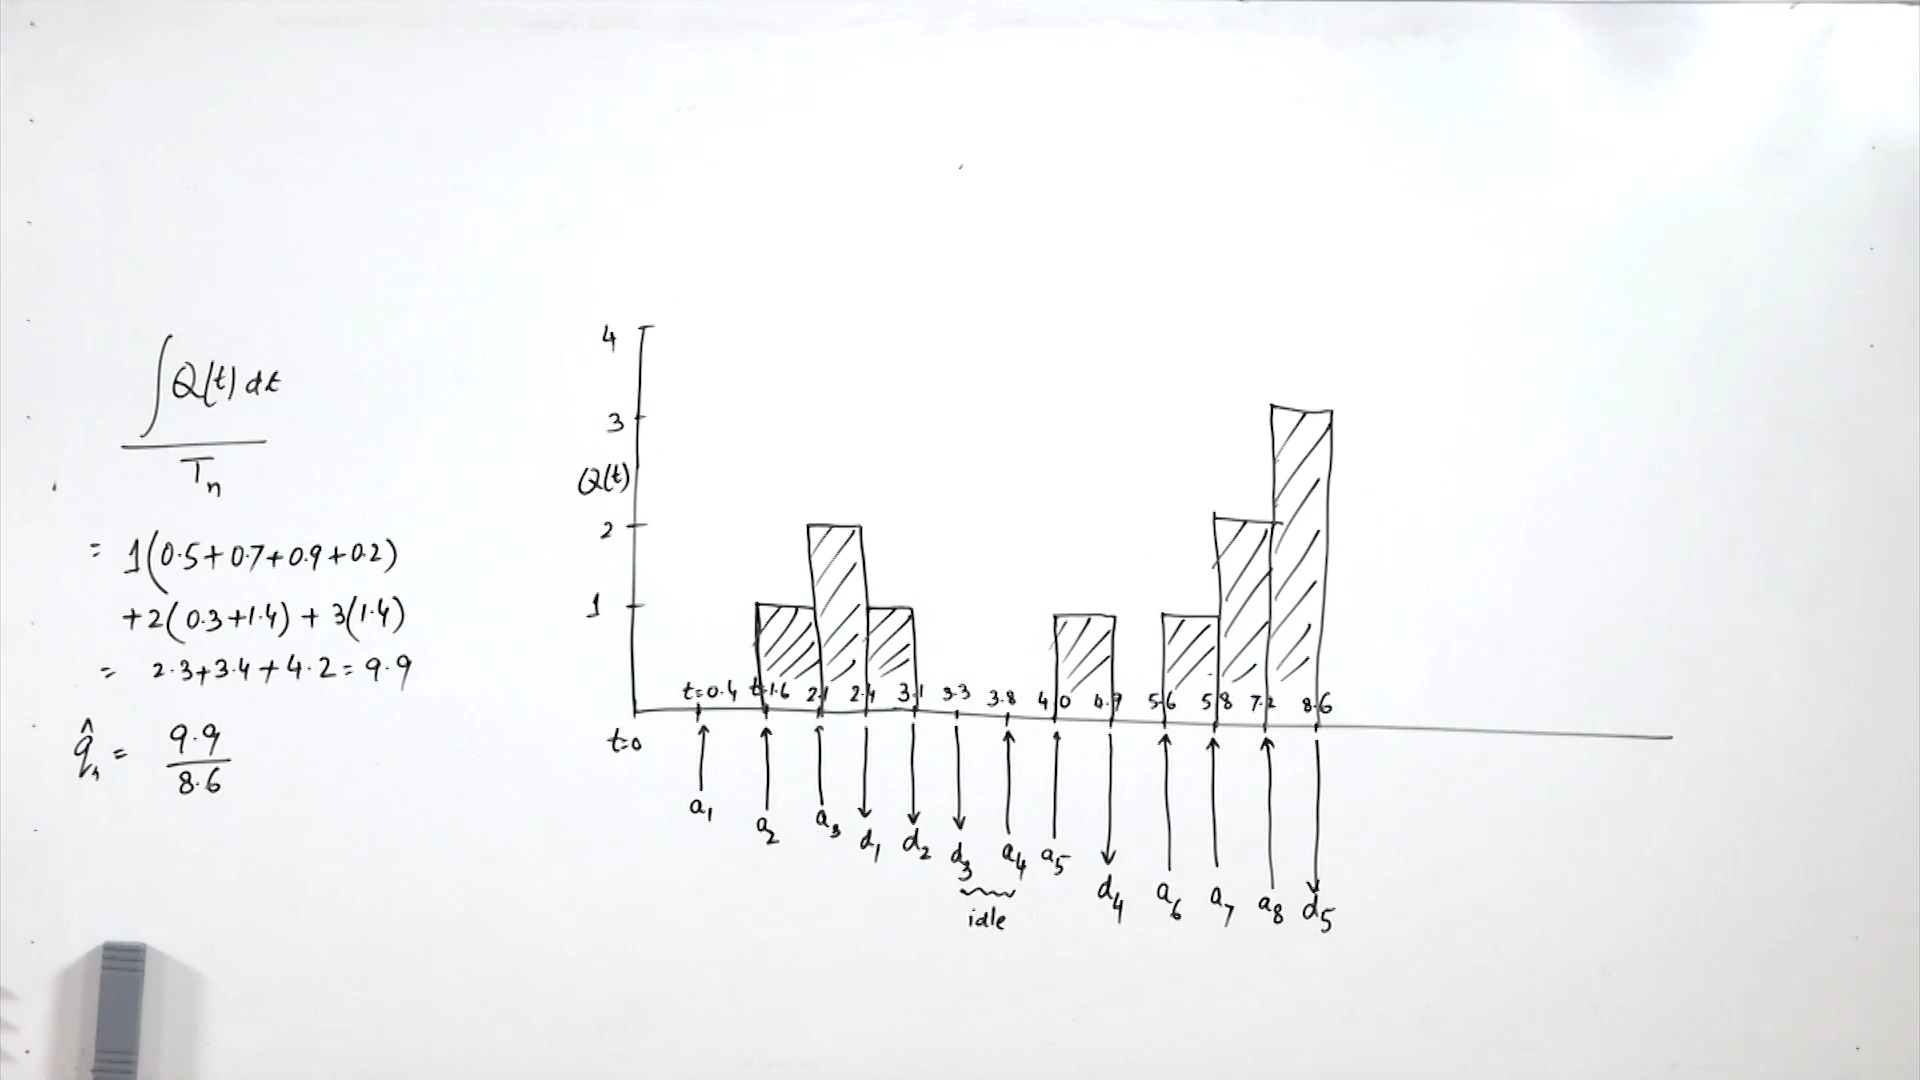 ∫Q(t) dt
Tn
= 1(0.5+0.7+0.9+0.2)
+2(0.3+1.4) + 3(1.4)
= 2.3+3.4+4.2=9.9
9.9
q̂n =
8.6
4
3
Q(t)
2
1
t=0.4 t=1.6 2.1 2.4 3.1 3.3 3.8 4.0 4.9 5.6 5.8 7.2 8.6
t=0
a1 a2 a3 d1 d2 d3 a4 a5 d4 a6 a7 a8 d5
idle